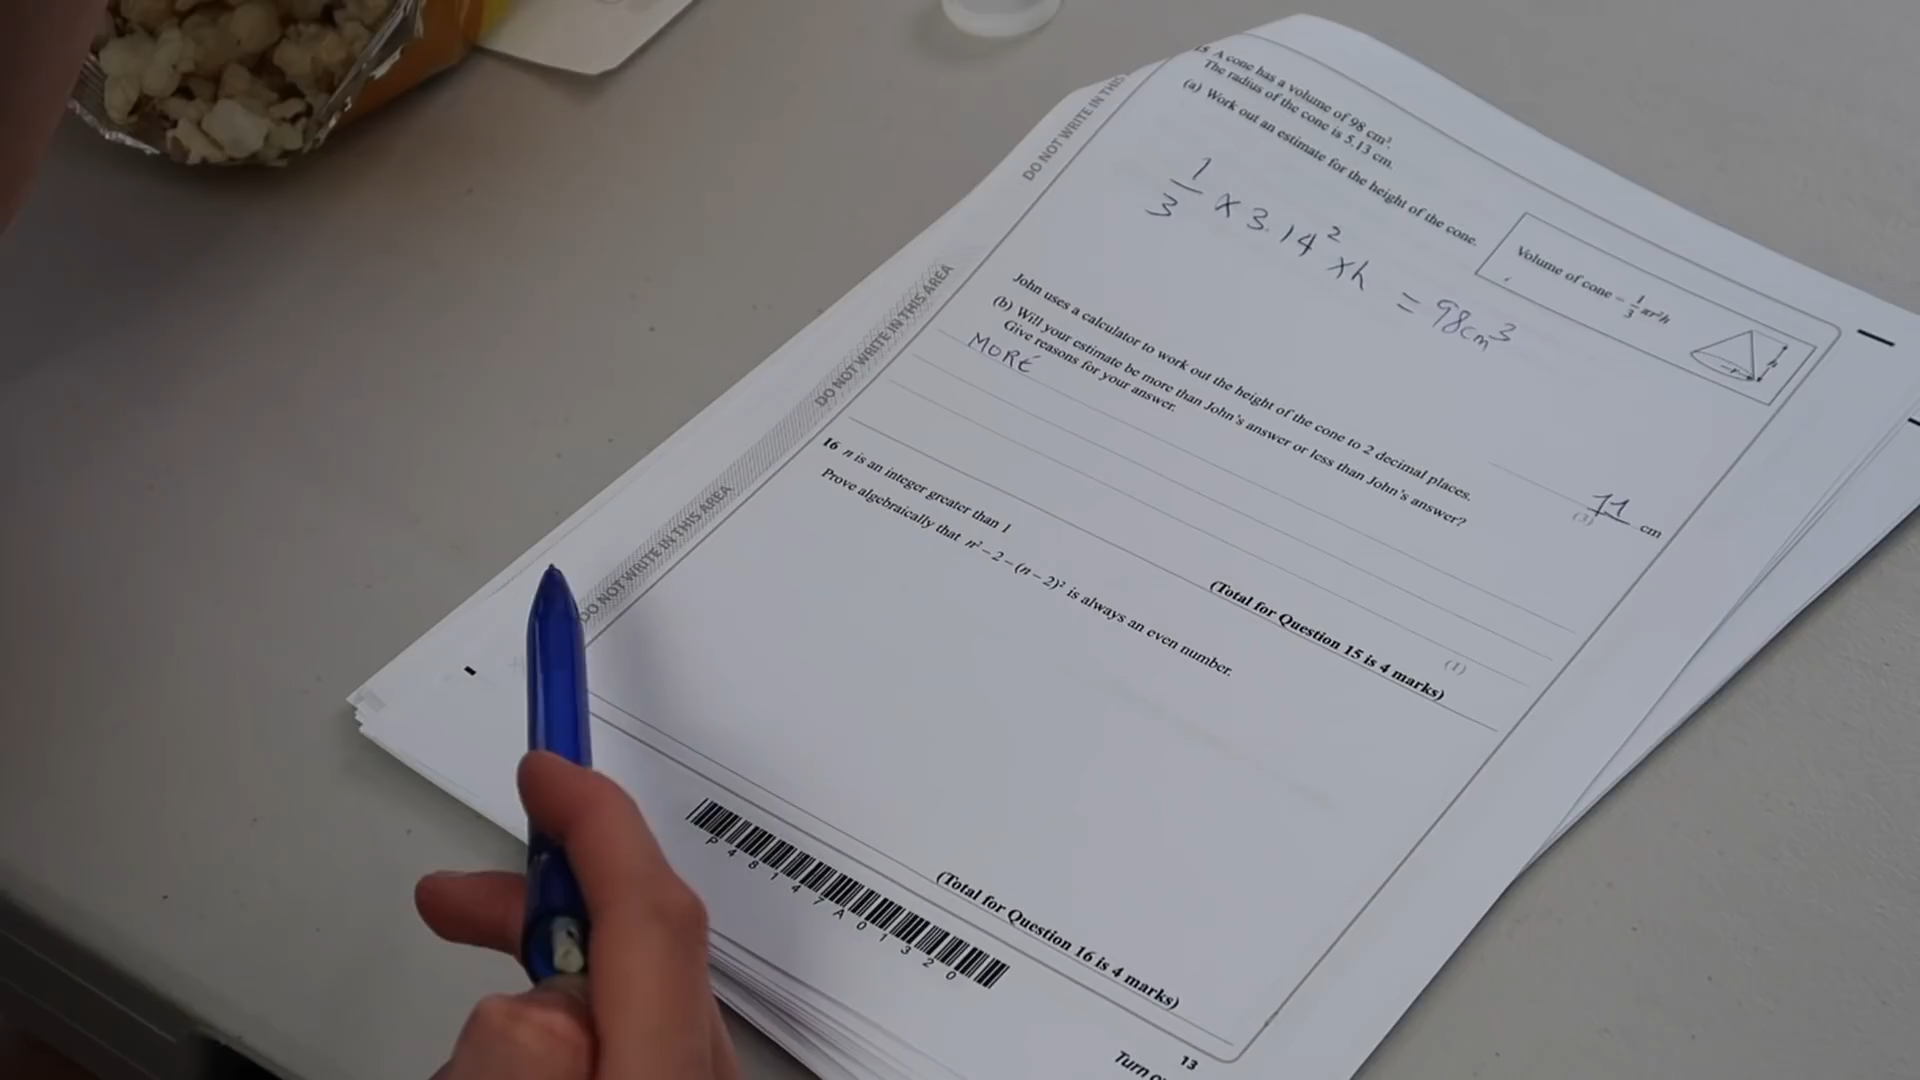 15 A cone has a volume of 98 cm³.
The radius of the cone is 5.13 cm.
(a) Work out an estimate for the height of the cone.
Volume of cone = 1/3 πr²h
h
r
1/3 × 3.14² × h = 98cm³
11 cm
(3)
John uses a calculator to work out the height of the cone to 2 decimal places.
(b) Will your estimate be more than John's answer or less than John's answer?
Give reasons for your answer.
MORE
(1)
(Total for Question 15 is 4 marks)
16 n is an integer greater than 1
Prove algebraically that n² – 2 – (n – 2)² is always an even number.
(Total for Question 16 is 4 marks)
DO NOT WRITE IN THIS
DO NOT WRITE IN THIS AREA
DO NOT WRITE IN THIS AREA
P 4 8 1 4 7 A 0 1 3 2 0
13
Turn